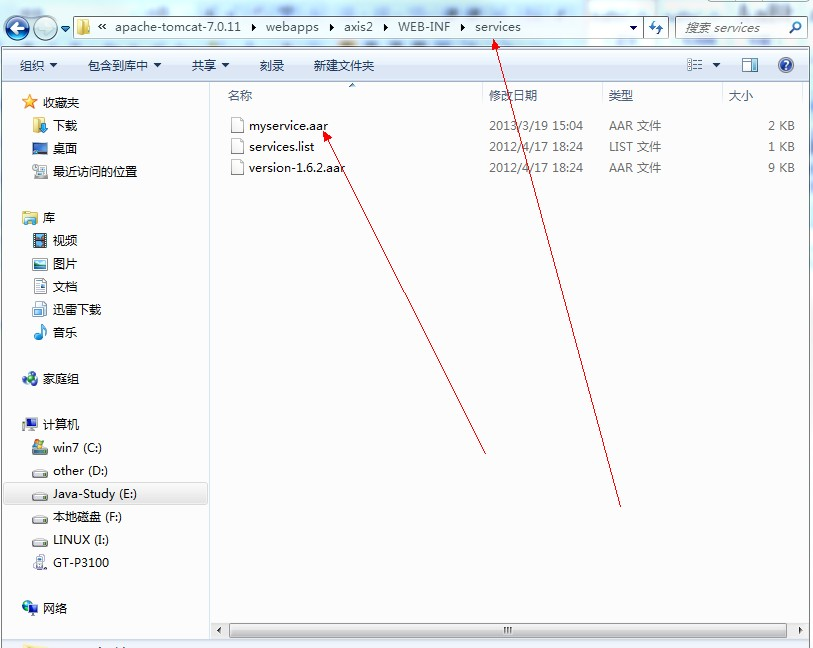 « apache-tomcat-7.0.11 webapps axis2 WEB-INF services 搜索 services
组织 包含到库中 共享 刻录 新建文件夹
收藏夹
下载
桌面
最近访问的位置
库
视频
图片
文档
迅雷下载
音乐
家庭组
计算机
win7 (C:)
other (D:)
Java-Study (E:)
本地磁盘 (F:)
LINUX (I:)
GT-P3100
网络
名称 修改日期 类型 大小
myservice.aar 2013/3/19 15:04 AAR 文件 2 KB
services.list 2012/4/17 18:24 LIST 文件 1 KB
version-1.6.2.aar 2012/4/17 18:24 AAR 文件 9 KB